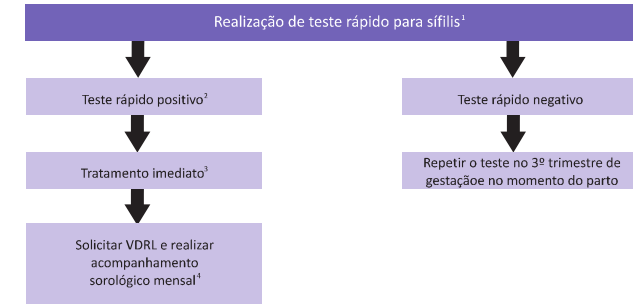 Realização de teste rápido para sífilis¹
Teste rápido positivo²
Teste rápido negativo
Tratamento imediato³
Repetir o teste no 3º trimestre de
gestaçãoe no momento do parto
Solicitar VDRL e realizar
acompanhamento
sorológico mensal⁴